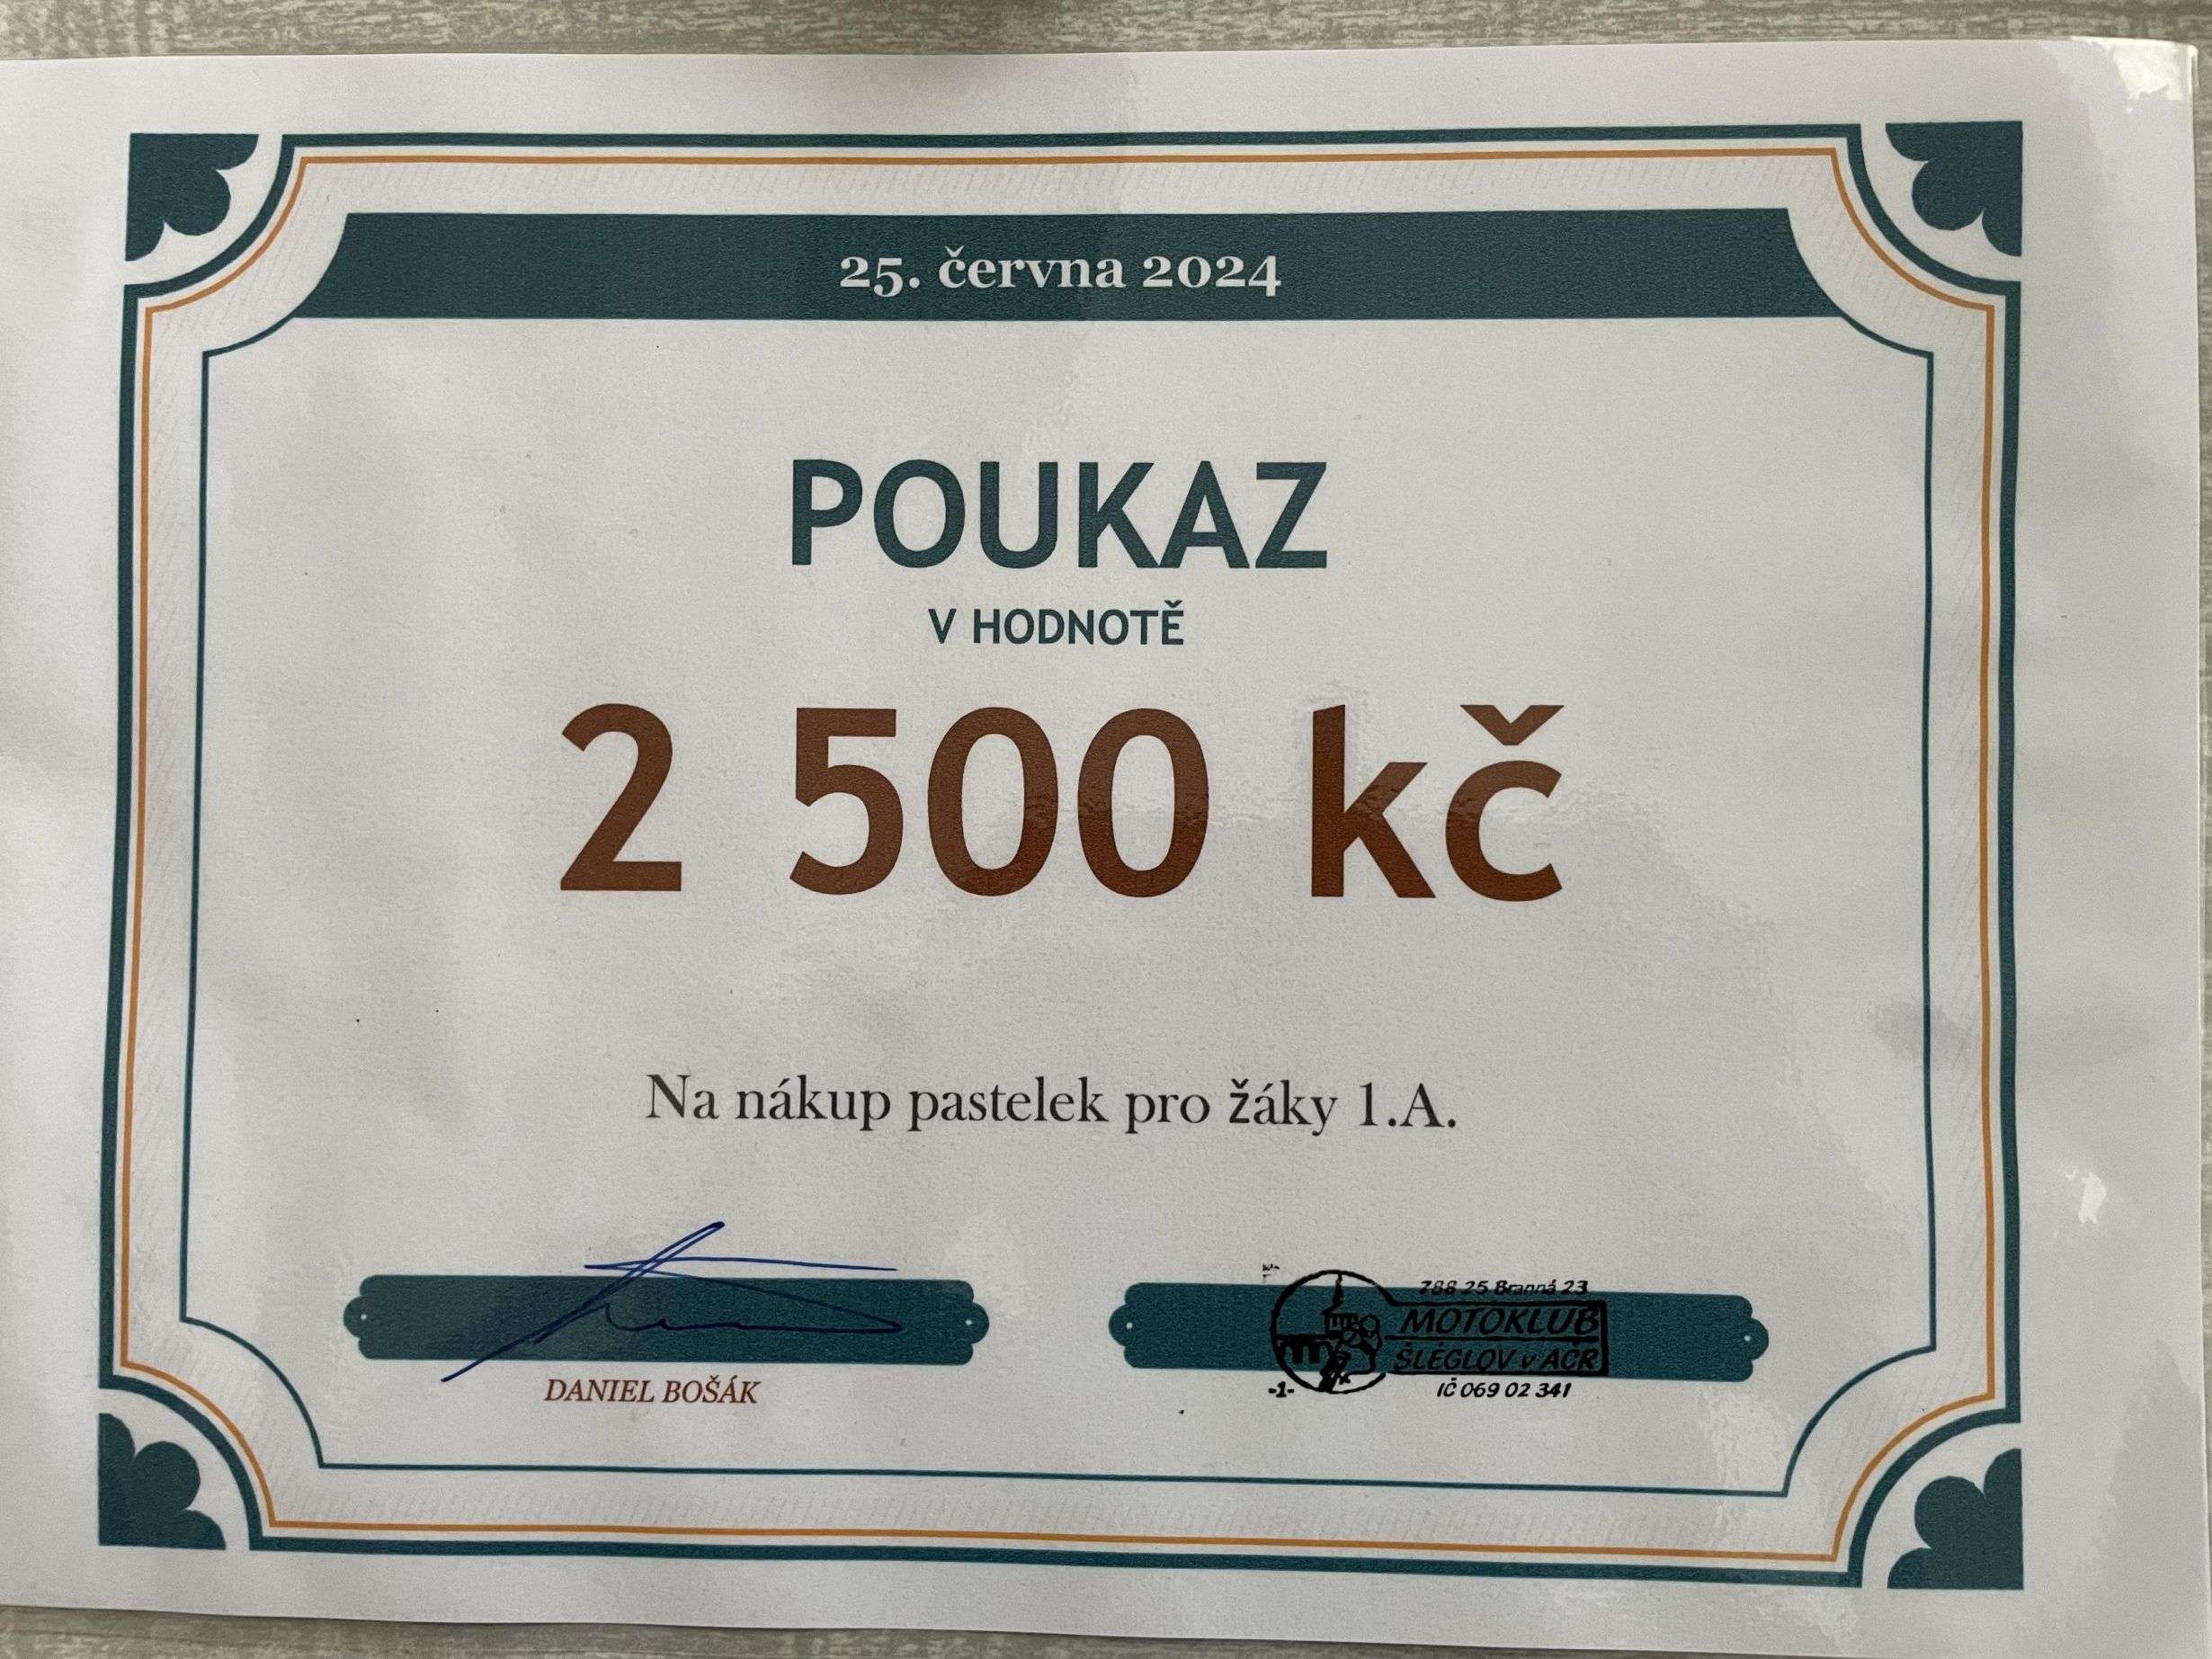 25. června 2024
POUKAZ
V HODNOTĚ
2 500 kč
Na nákup pastelek pro žáky 1.A.
DANIEL BOŠÁK
788 25 Branná 23
MOTOKLUB
ŠLÉGLOV v AČR
IČ 069 02 341
-1-